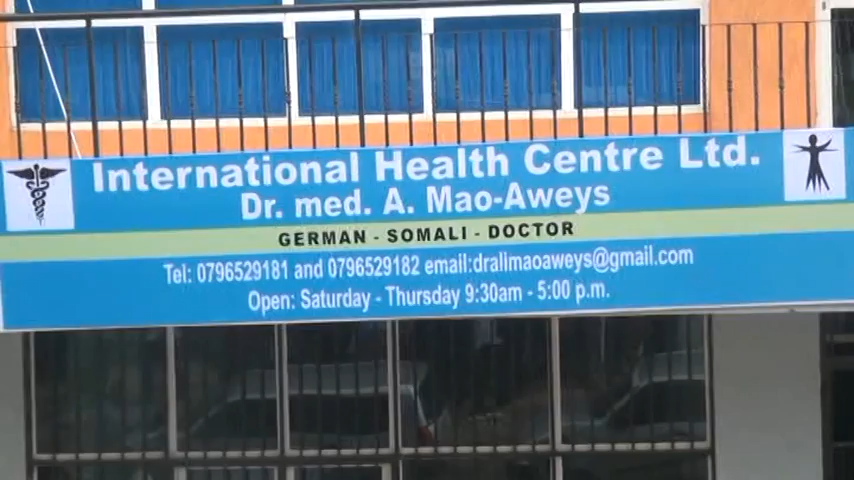 International Health Centre Ltd.
Dr. med. A. Mao-Aweys
GERMAN - SOMALI - DOCTOR
Tel: 0796529181 and 0796529182 email:dralimaoaweys@gmail.com
Open: Saturday - Thursday 9:30am - 5:00 p.m.